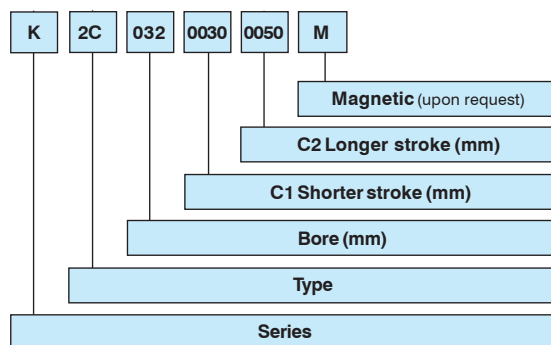 K 2C 032 0030 0050 M
Magnetic (upon request)
C2 Longer stroke (mm)
C1 Shorter stroke (mm)
Bore (mm)
Type
Series